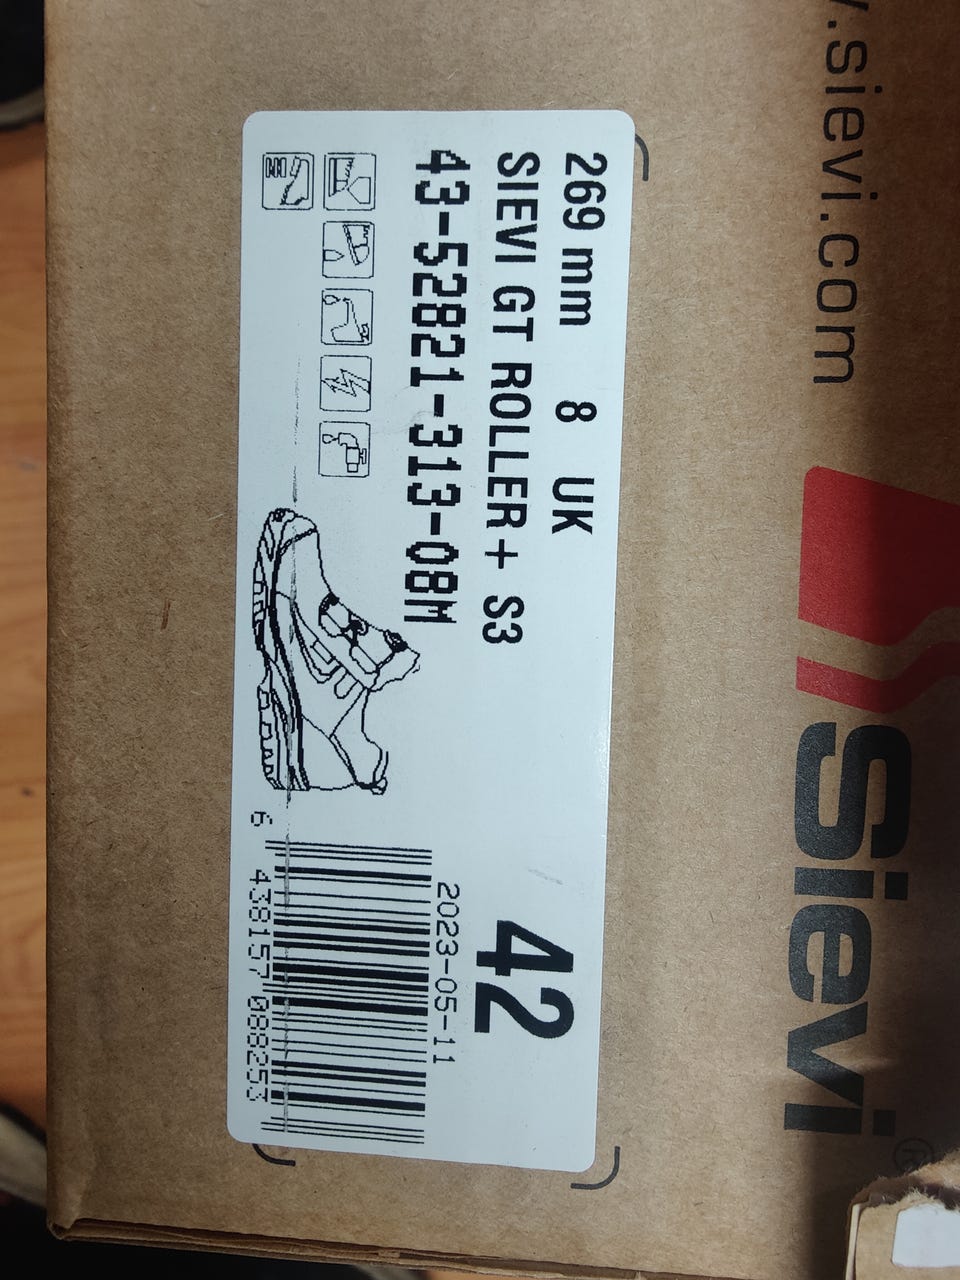 .sievi.com
Sievi®
269 mm 8 UK
SIEVI GT ROLLER+ S3
43-52821-313-08M
42
2023-05-11
6 438157 088253